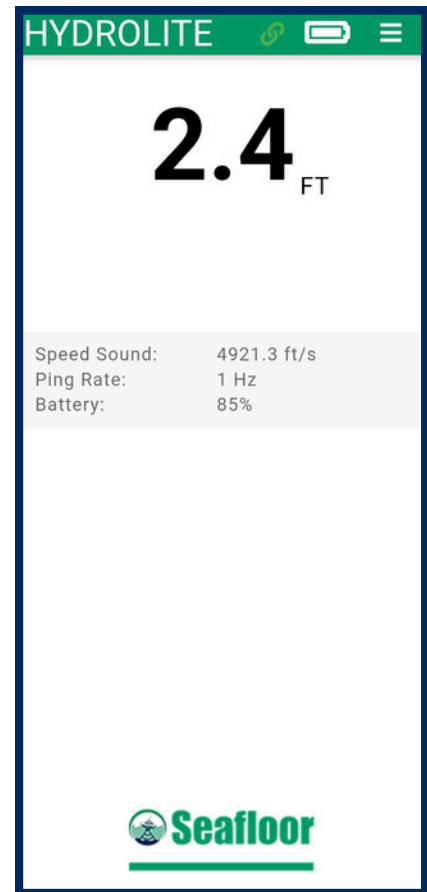 HYDROLITE
2.4 FT
Speed Sound: 4921.3 ft/s
Ping Rate: 1 Hz
Battery: 85%
Seafloor